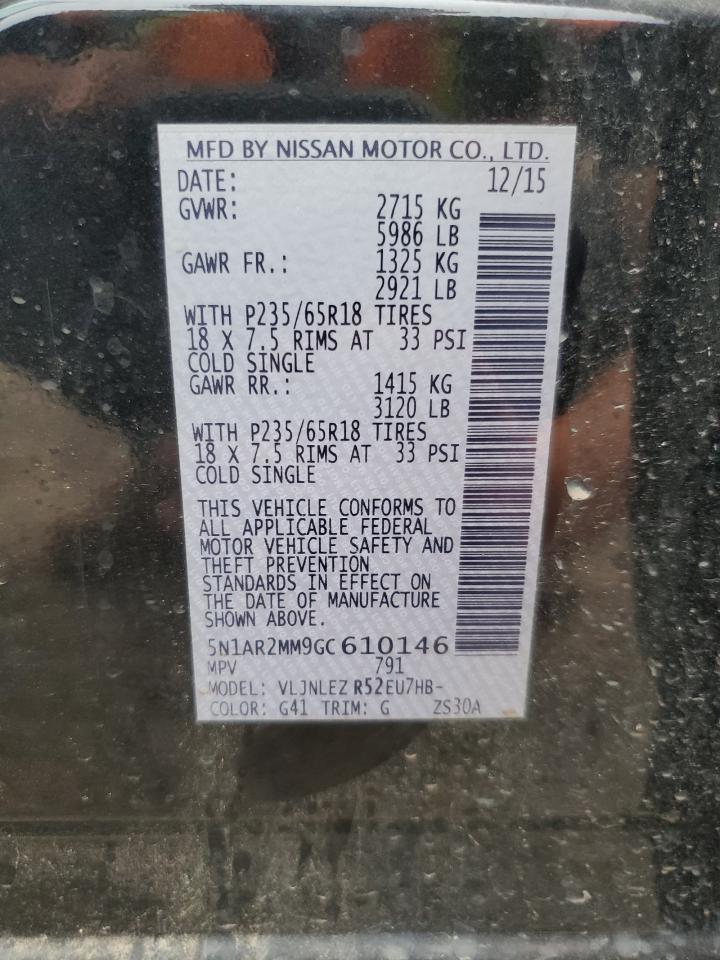 MFD BY NISSAN MOTOR CO., LTD.
DATE: 12/15
GVWR: 2715 KG
5986 LB
GAWR FR.: 1325 KG
2921 LB
WITH P235/65R18 TIRES
18 X 7.5 RIMS AT 33 PSI
COLD SINGLE
GAWR RR.: 1415 KG
3120 LB
WITH P235/65R18 TIRES
18 X 7.5 RIMS AT 33 PSI
COLD SINGLE
THIS VEHICLE CONFORMS TO
ALL APPLICABLE FEDERAL
MOTOR VEHICLE SAFETY AND
THEFT PREVENTION
STANDARDS IN EFFECT ON
THE DATE OF MANUFACTURE
SHOWN ABOVE.
5N1AR2MM9GC610146
MPV 791
MODEL: VLJNLEZ R52EU7HB-
COLOR: G41 TRIM: G ZS30A